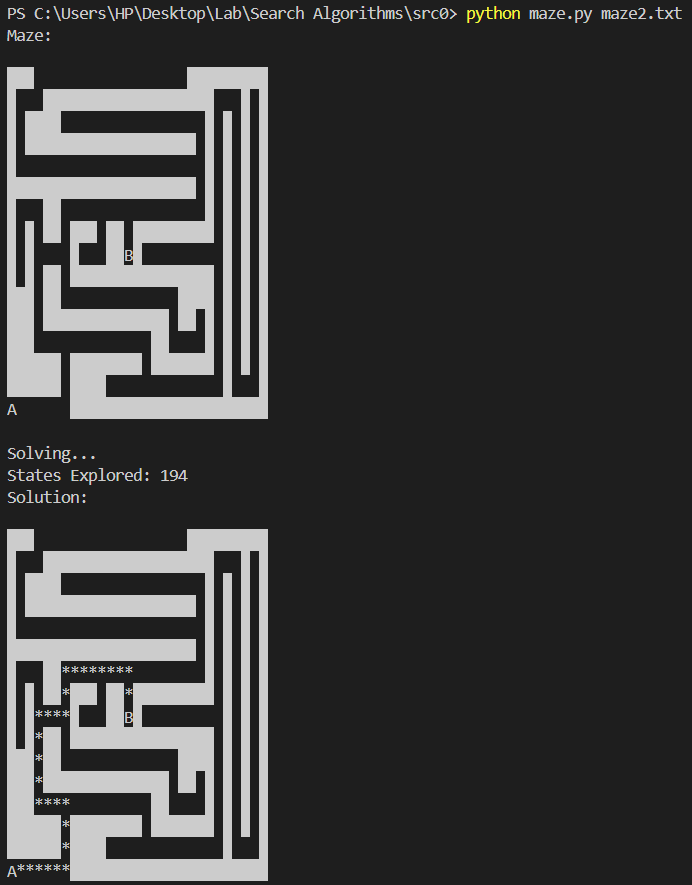 PS C:\Users\HP\Desktop\Lab\Search Algorithms\src0> python maze.py maze2.txt
Maze:
B
A
Solving...
States Explored: 194
Solution:
********
* *
**** B
*
*
*
****
*
*
A******